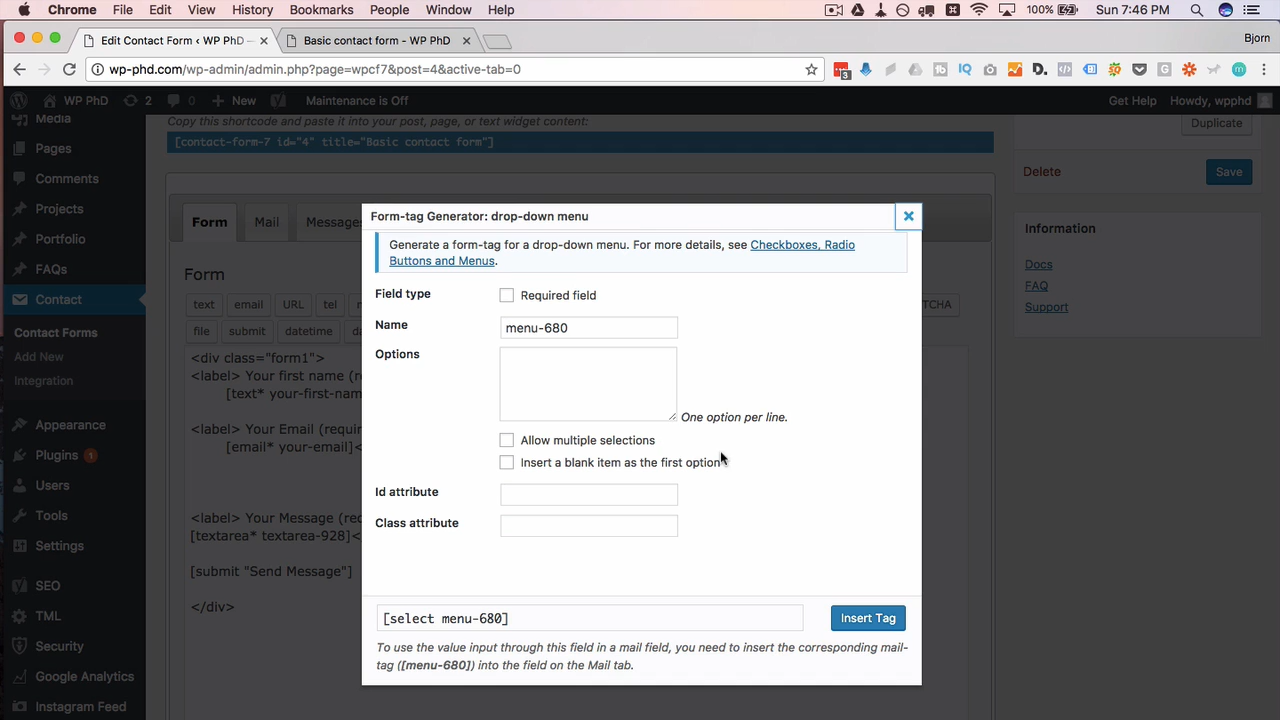 Chrome File Edit View History Bookmarks People Window Help 100% Sun 7:46 PM
Edit Contact Form ‹ WP PhD — Basic contact form - WP PhD Bjorn
wp-phd.com/wp-admin/admin.php?page=wpcf7&post=4&active-tab=0 3
WP PhD 2 0 New Maintenance is Off Get Help Howdy, wpphd
Media
Pages
Comments
Projects
Portfolio
FAQs
Contact
Contact Forms
Add New
Integration
Appearance
Plugins 1
Users
Tools
Settings
SEO
TML
Security
Google Analytics
Instagram Feed
Copy this shortcode and paste it into your post, page, or text widget content:
[contact-form-7 id="4" title="Basic contact form"]
Form Mail Messages
Form
text email URL tel
file submit datetime
<div class="form1">
<label> Your first name (re
[text* your-first-nam
<label> Your Email (requir
[email* your-email]<
<label> Your Message (req
[textarea* textarea-928]<
[submit "Send Message"]
</div>
Form-tag Generator: drop-down menu
Generate a form-tag for a drop-down menu. For more details, see Checkboxes, Radio
Buttons and Menus.
Field type Required field
Name menu-680
Options
One option per line.
Allow multiple selections
Insert a blank item as the first option
Id attribute
Class attribute
[select menu-680] Insert Tag
To use the value input through this field in a mail field, you need to insert the corresponding mail-
tag ([menu-680]) into the field on the Mail tab.
Duplicate
Delete Save
Information
Docs
FAQ
Support